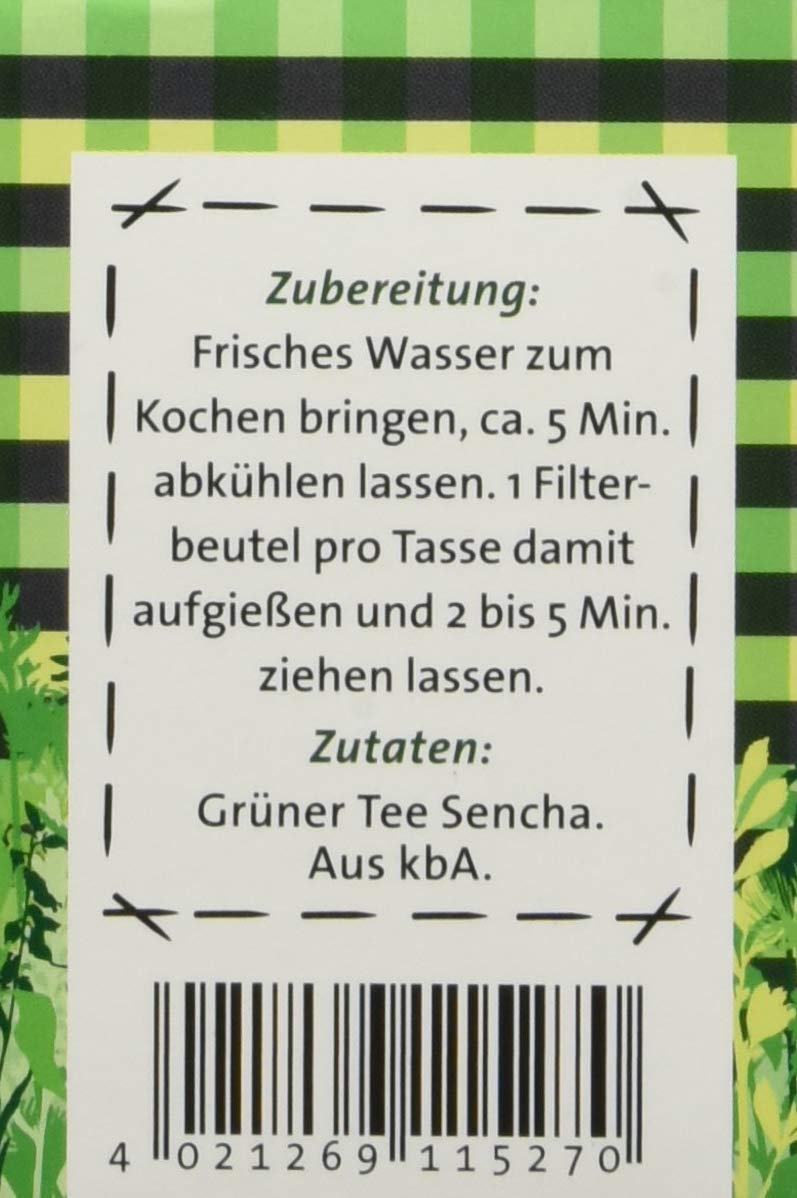 Zubereitung:
Frisches Wasser zum
Kochen bringen, ca. 5 Min.
abkühlen lassen. 1 Filter-
beutel pro Tasse damit
aufgießen und 2 bis 5 Min.
ziehen lassen.
Zutaten:
Grüner Tee Sencha.
Aus kbA.
4 021269 115270